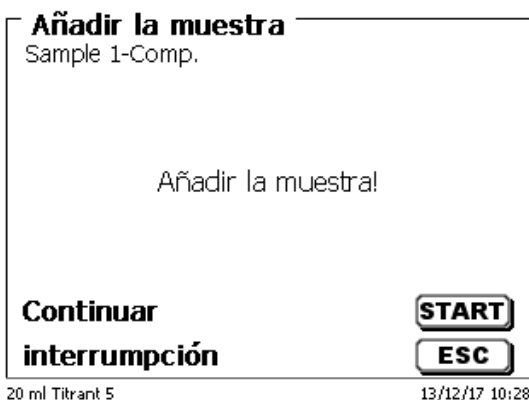 Añadir la muestra
Sample 1-Comp.
Añadir la muestra!
Continuar START
interrumpción ESC
20 ml Titrant 5 13/12/17 10:28